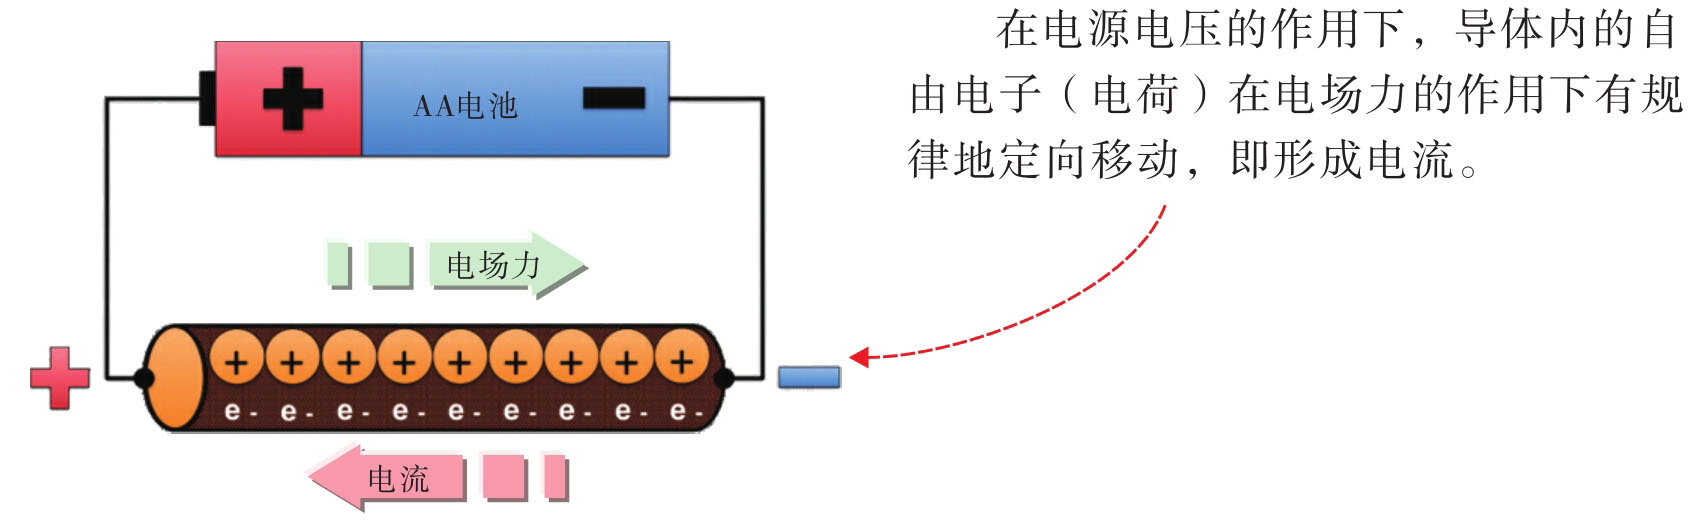 在电源电压的作用下，导体内的自
由电子（电荷）在电场力的作用下有规
律地定向移动，即形成电流。
AA电池
电场力
+ + + + + + + + +
e- e- e- e- e- e- e- e- e-
电流